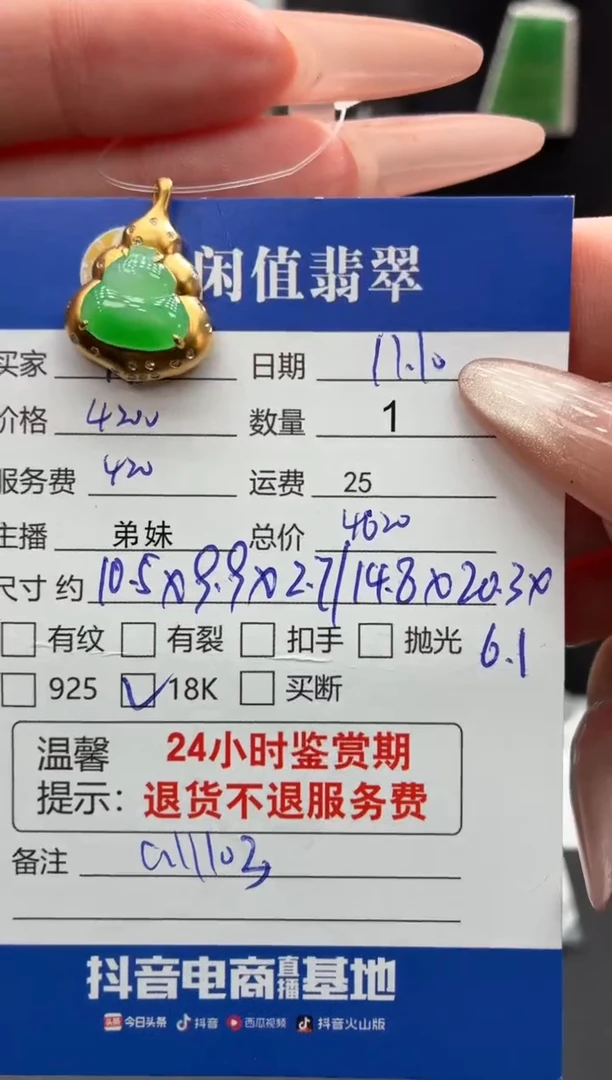 闲值翡翠
买家 日期 11.10
价格 4200 数量 1
服务费 420 运费 25
主播 弟妹 总价 4620
尺寸 约 10.5x9.9x2.7/14.8x20.3x
6.1
有纹 有裂 扣手 抛光
925 18K 买断
温馨 24小时鉴赏期
提示: 退货不退服务费
备注
抖音电商直播基地
头条 今日头条 抖音 西瓜视频 抖音火山版